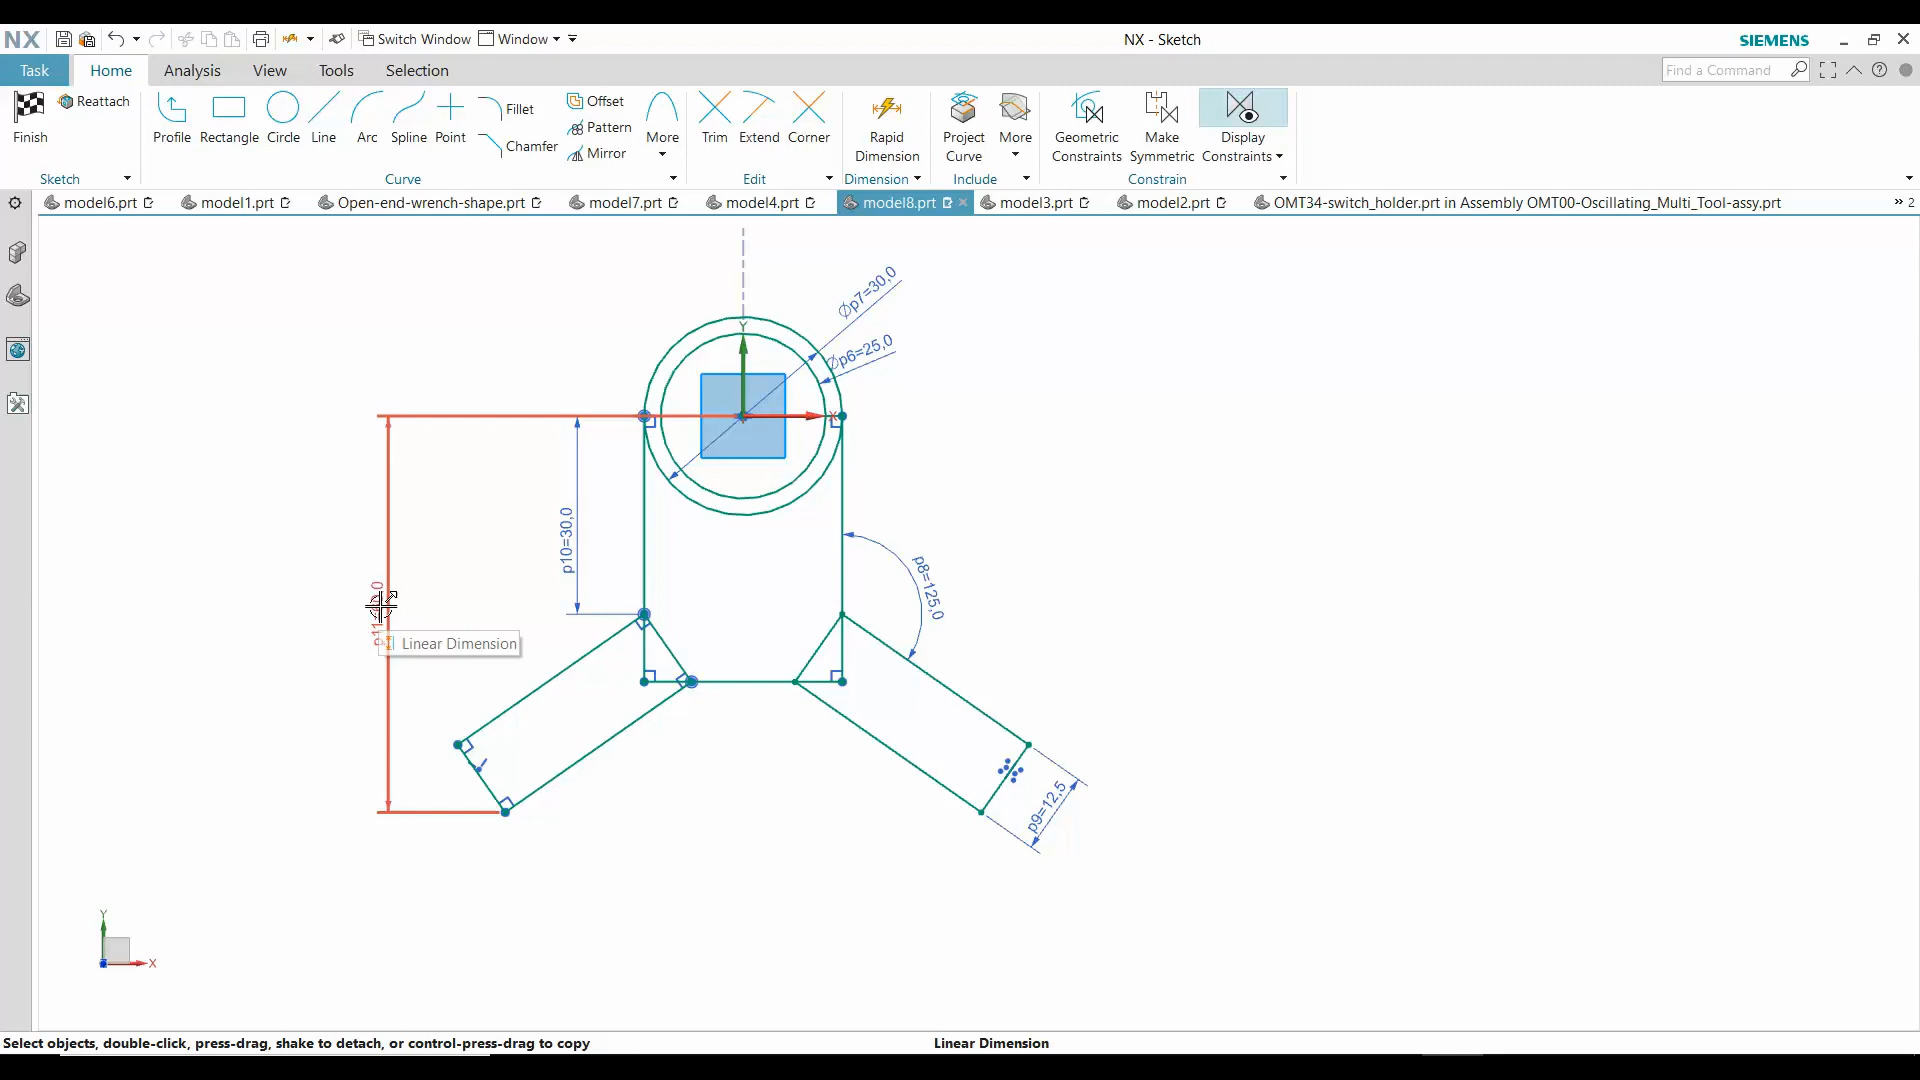 NX
Switch Window
Window
NX - Sketch
SIEMENS
Task
Home
Analysis
View
Tools
Selection
Find a Command
Finish
Reattach
Profile
Rectangle
Circle
Line
Arc
Spline
Point
Fillet
Chamfer
Offset
Pattern
Mirror
More
Trim
Extend
Corner
Rapid Dimension
Project Curve
More
Geometric Constraints
Make Symmetric
Display Constraints
Sketch
Curve
Edit
Dimension
Include
Constrain
model6.prt
model1.prt
Open-end-wrench-shape.prt
model7.prt
model4.prt
model8.prt
model3.prt
model2.prt
OMT34-switch_holder.prt in Assembly OMT00-Oscillating_Multi_Tool-assy.prt
2
∅p7=30,0
∅p6=25,0
Y
X
p10=30,0
p8=125,0
Linear Dimension
p9=12,5
Y
X
Select objects, double-click, press-drag, shake to detach, or control-press-drag to copy
Linear Dimension